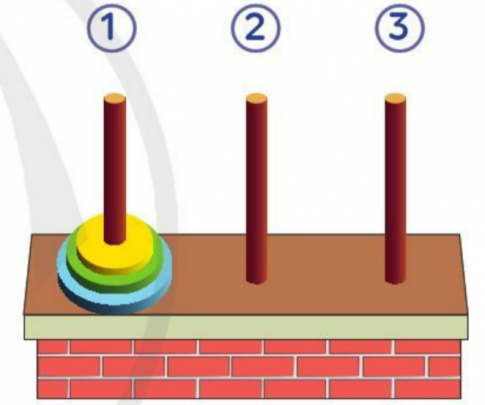 ① ② ③